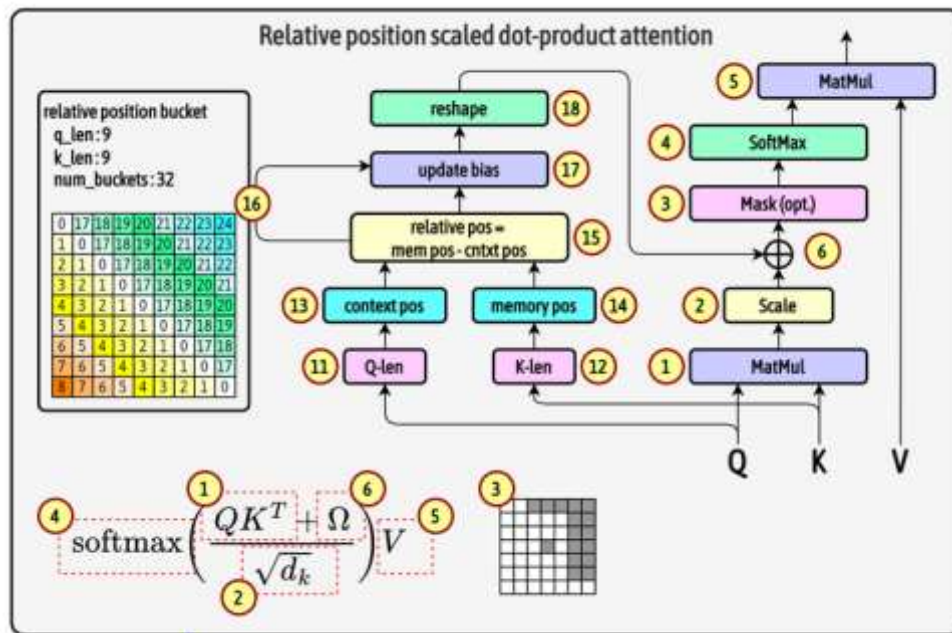 Relative position scaled dot-product attention
relative position bucket
q_len : 9
k_len : 9
num_buckets : 32
0 17 18 19 20 21 22 23 24
1 0 17 18 19 20 21 22 23
2 1 0 17 18 19 20 21 22
3 2 1 0 17 18 19 20 21
4 3 2 1 0 17 18 19 20
5 4 3 2 1 0 17 18 19
6 5 4 3 2 1 0 17 18
7 6 5 4 3 2 1 0 17
8 7 6 5 4 3 2 1 0
16
reshape
18
update bias
17
relative pos =
mem pos - cntxt pos
15
13
context pos
memory pos
14
11
Q-len
K-len
12
5
MatMul
4
SoftMax
3
Mask (opt.)
6
2
Scale
1
MatMul
Q K V
1
6
3
4
5
softmax(QK^T + Ω / √d_k)V
2